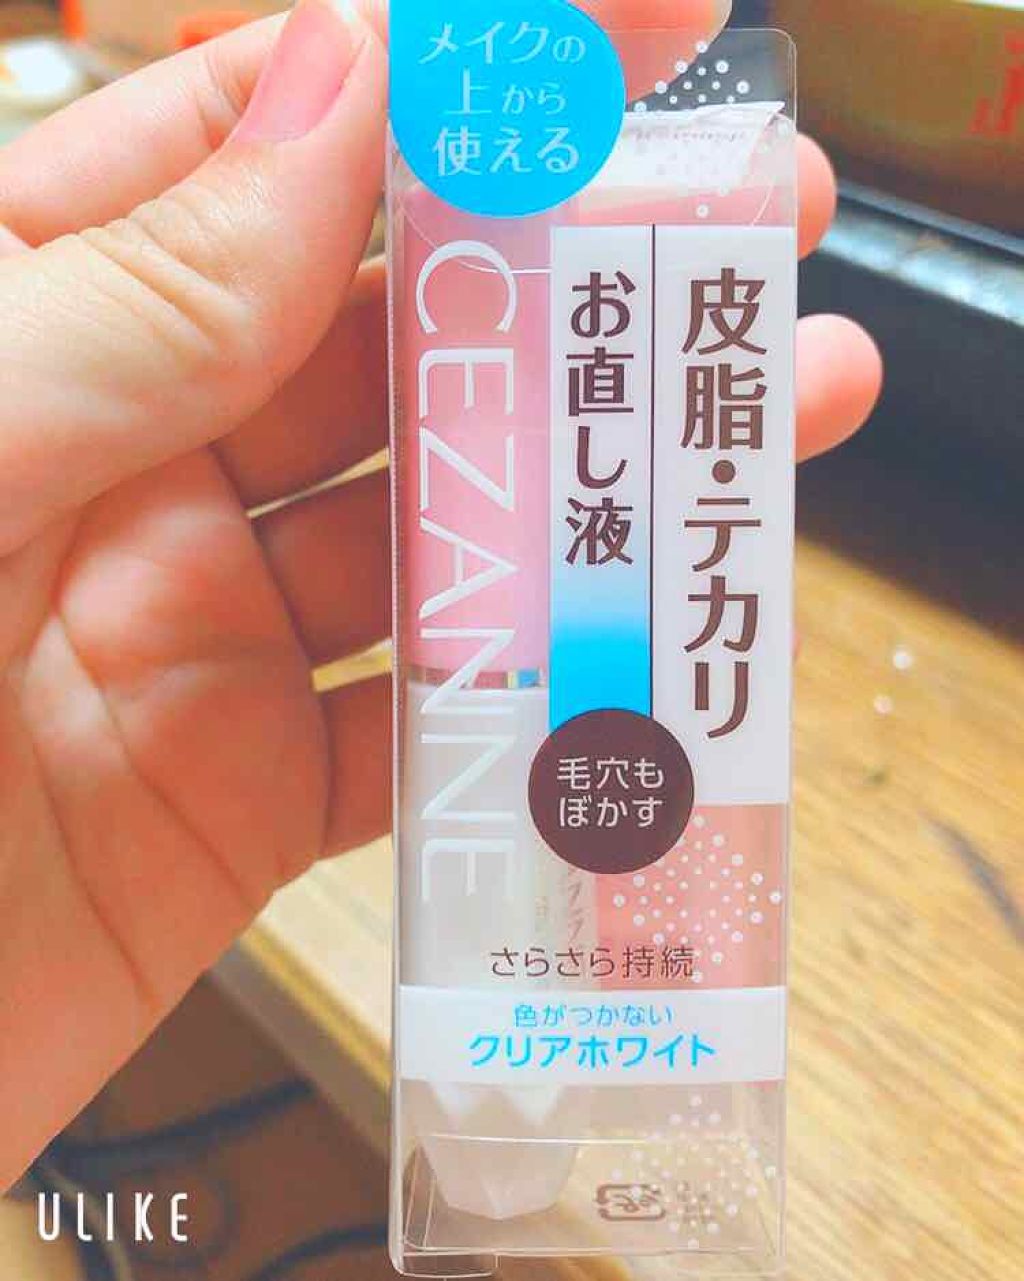 メイクの
上から
使える
CEZANNE
皮脂・テカリ
お直し液
毛穴も
ぼかす
さらさら持続
色がつかない
クリアホワイト
プラ
ULIKE